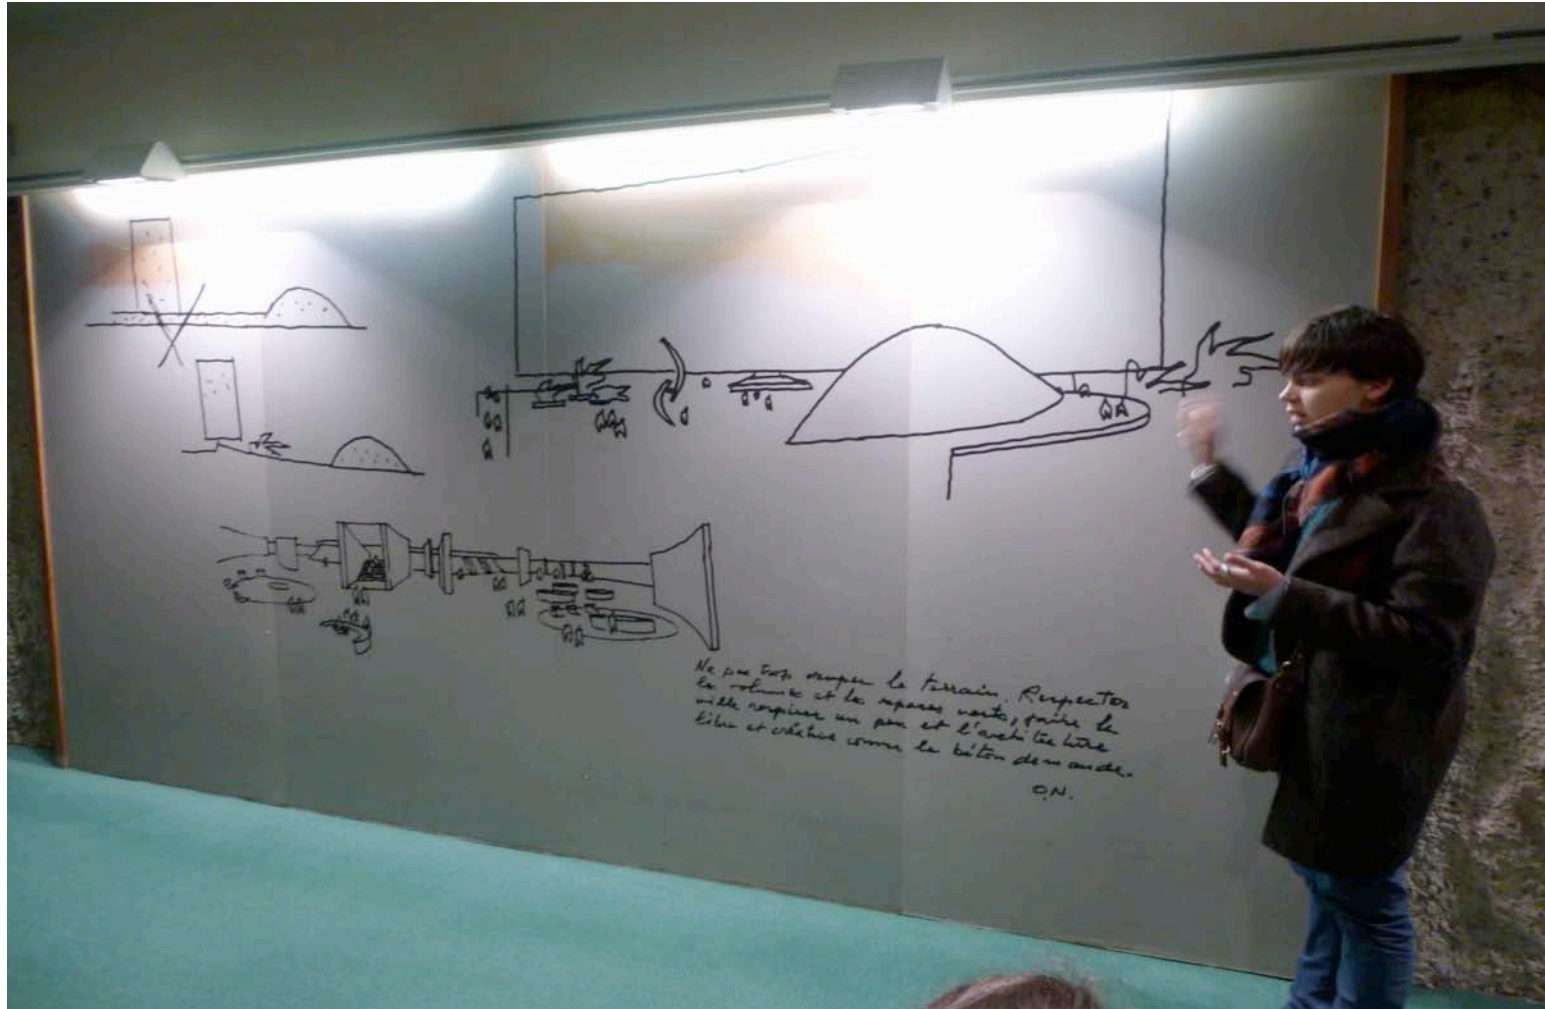 Ne pas trop occuper le terrain. Respecter
les volumes et les espaces verts, faire la
ville respirer un peu et l'architecture
libre et créative comme le béton demande.
O.N.